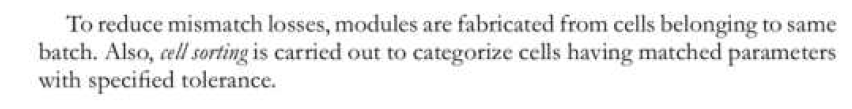 To reduce mismatch losses, modules are fabricated from cells belonging to same
batch. Also, cell sorting is carried out to categorize cells having matched parameters
with specified tolerance.